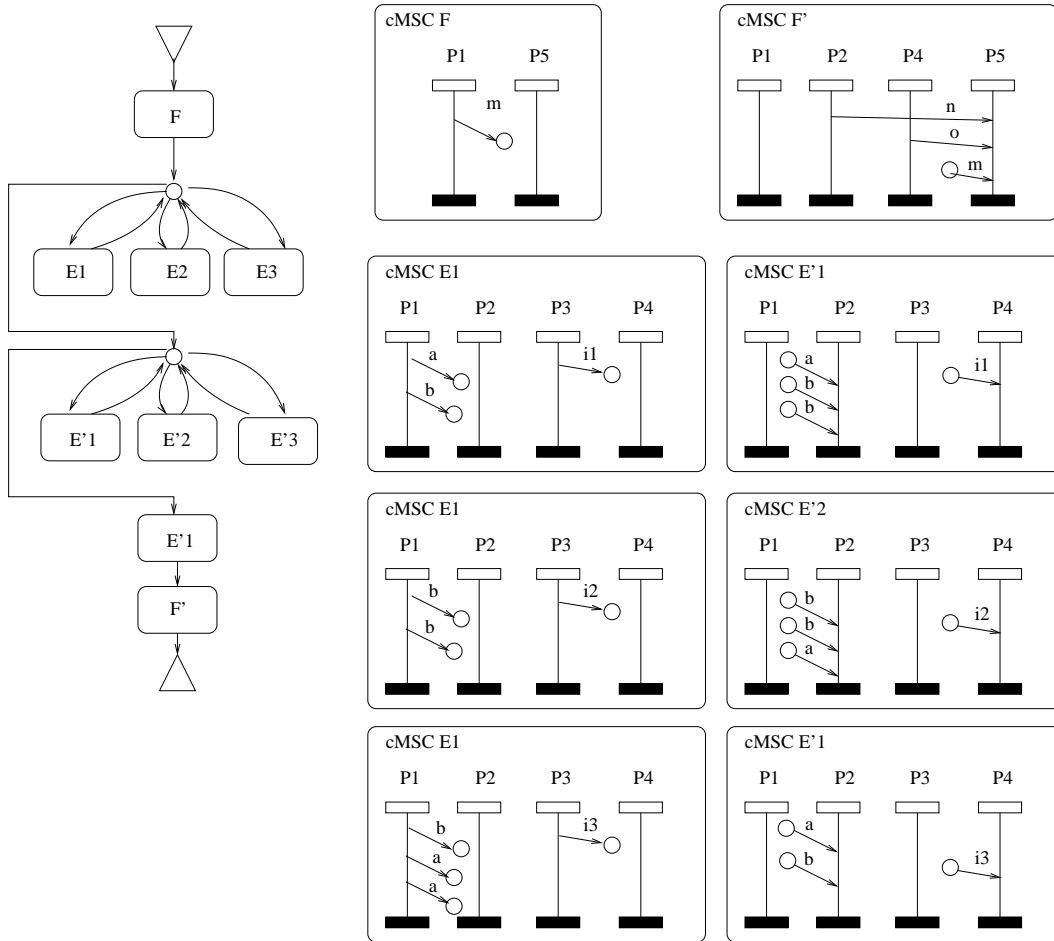 F
E1 E2 E3
E'1 E'2 E'3
E'1
F'
cMSC F
P1 P5
m
cMSC F'
P1 P2 P4 P5
n
o
m
cMSC E1
P1 P2 P3 P4
a
b
i1
cMSC E'1
P1 P2 P3 P4
a
b
b
i1
cMSC E1
P1 P2 P3 P4
b
b
i2
cMSC E'2
P1 P2 P3 P4
b
b
a
i2
cMSC E1
P1 P2 P3 P4
b
a
a
i3
cMSC E'1
P1 P2 P3 P4
a
b
i3